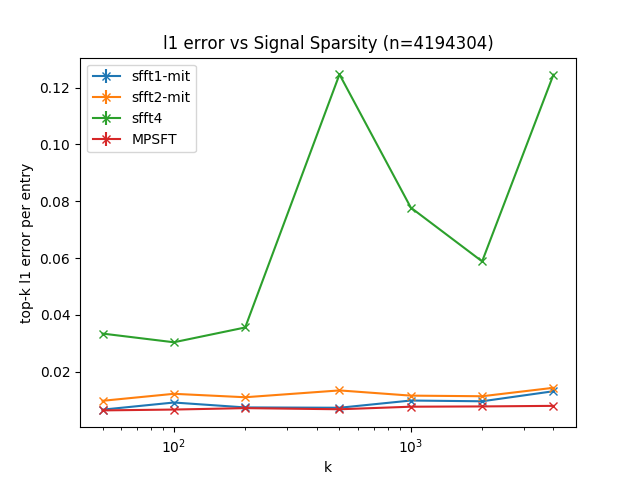 l1 error vs Signal Sparsity (n=4194304)
sfft1-mit
sfft2-mit
sfft4
MPSFT
top-k l1 error per entry
0.12
0.10
0.08
0.06
0.04
0.02
10²
10³
k